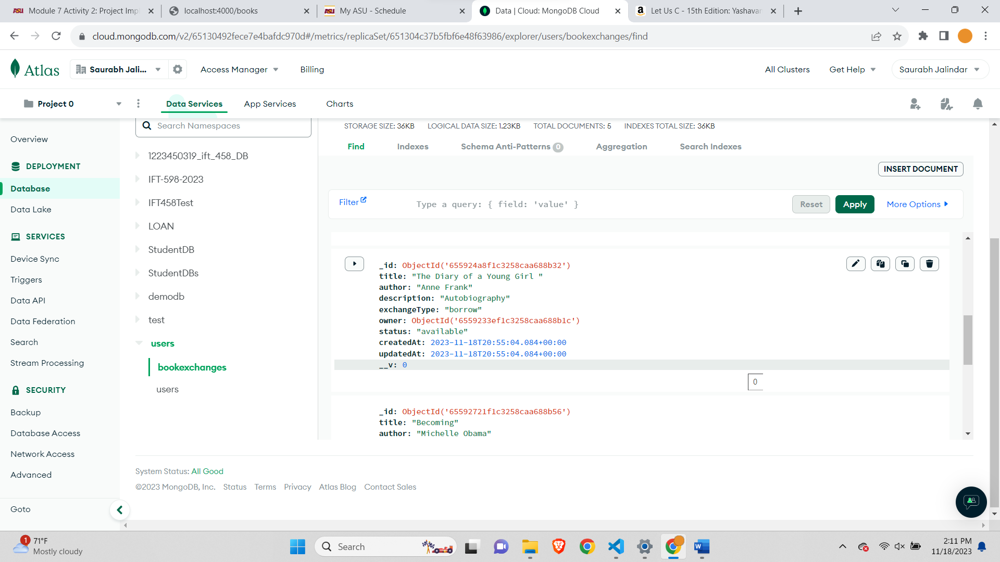 Module 7 Activity 2: Project Impl
localhost:4000/books
My ASU - Schedule
Data | Cloud: MongoDB Cloud
Let Us C - 15th Edition: Yashavan
cloud.mongodb.com/v2/65130492fece7e4bafdc970d#/metrics/replicaSet/651304c37b5fbf6e48f63986/explorer/users/bookexchanges/find
Atlas
Saurabh Jali...
Access Manager
Billing
All Clusters
Get Help
Saurabh Jalindar
Project 0
Data Services
App Services
Charts
Overview
DEPLOYMENT
Database
Data Lake
SERVICES
Device Sync
Triggers
Data API
Data Federation
Search
Stream Processing
SECURITY
Backup
Database Access
Network Access
Advanced
Goto
Search Namespaces
1223450319_ift_458_DB
IFT-598-2023
IFT458Test
LOAN
StudentDB
StudentDBs
demodb
test
users
bookexchanges
users
STORAGE SIZE: 36KB LOGICAL DATA SIZE: 1.23KB TOTAL DOCUMENTS: 5 INDEXES TOTAL SIZE: 36KB
Find Indexes Schema Anti-Patterns 0 Aggregation Search Indexes
INSERT DOCUMENT
Filter Type a query: { field: 'value' } Reset Apply More Options
_id: ObjectId('655924a8f1c3258caa688b32')
title: "The Diary of a Young Girl "
author: "Anne Frank"
description: "Autobiography"
exchangeType: "borrow"
owner: ObjectId('6559233ef1c3258caa688b1c')
status: "available"
createdAt: 2023-11-18T20:55:04.084+00:00
updatedAt: 2023-11-18T20:55:04.084+00:00
__v: 0
0
_id: ObjectId('65592721f1c3258caa688b56')
title: "Becoming"
author: "Michelle Obama"
System Status: All Good
©2023 MongoDB, Inc. Status Terms Privacy Atlas Blog Contact Sales
1
71°F
Mostly cloudy
Search
2:11 PM
11/18/2023